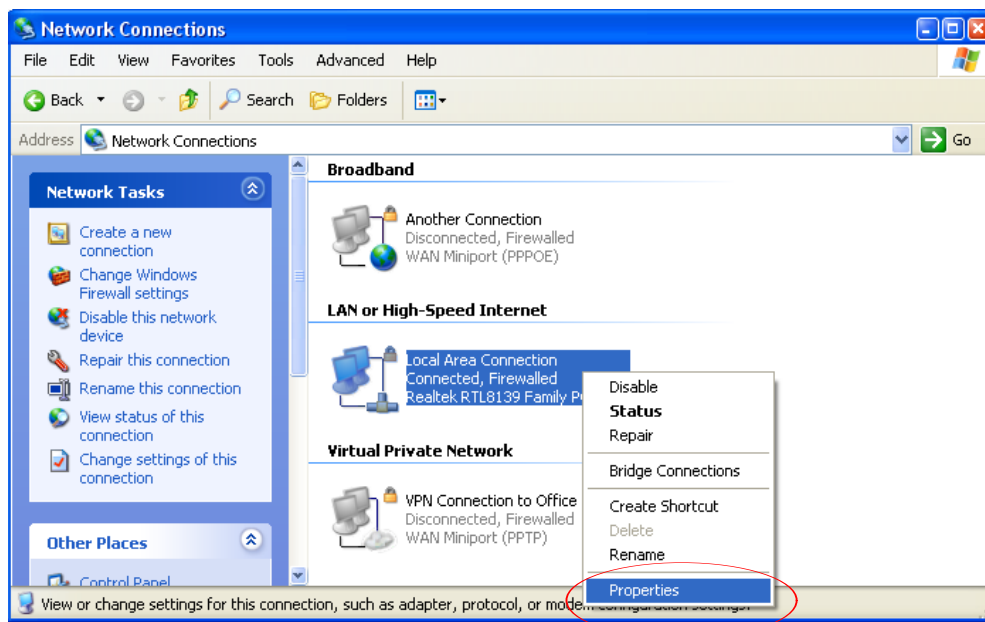 Network Connections
File Edit View Favorites Tools Advanced Help
Back Search Folders
Address Network Connections Go
Network Tasks
Create a new
connection
Change Windows
Firewall settings
Disable this network
device
Repair this connection
Rename this connection
View status of this
connection
Change settings of this
connection
Other Places
Control Panel
Broadband
Another Connection
Disconnected, Firewalled
WAN Miniport (PPPOE)
LAN or High-Speed Internet
Local Area Connection
Connected, Firewalled
Realtek RTL8139 Family
Virtual Private Network
VPN Connection to Office
Disconnected, Firewalled
WAN Miniport (PPTP)
Disable
Status
Repair
Bridge Connections
Create Shortcut
Delete
Rename
Properties
View or change settings for this connection, such as adapter, protocol, or modem configuration settings.